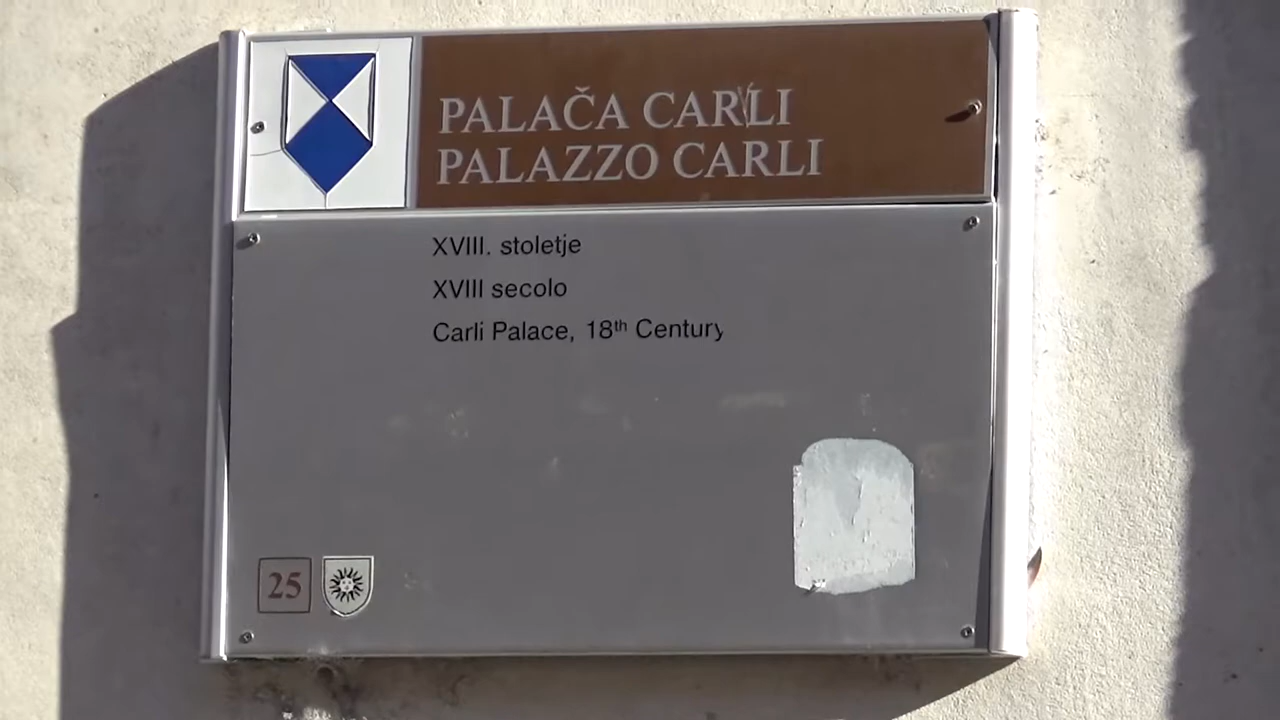 PALAČA CARLI
PALAZZO CARLI
XVIII. stoletje
XVIII secolo
Carli Palace, 18th Century
25